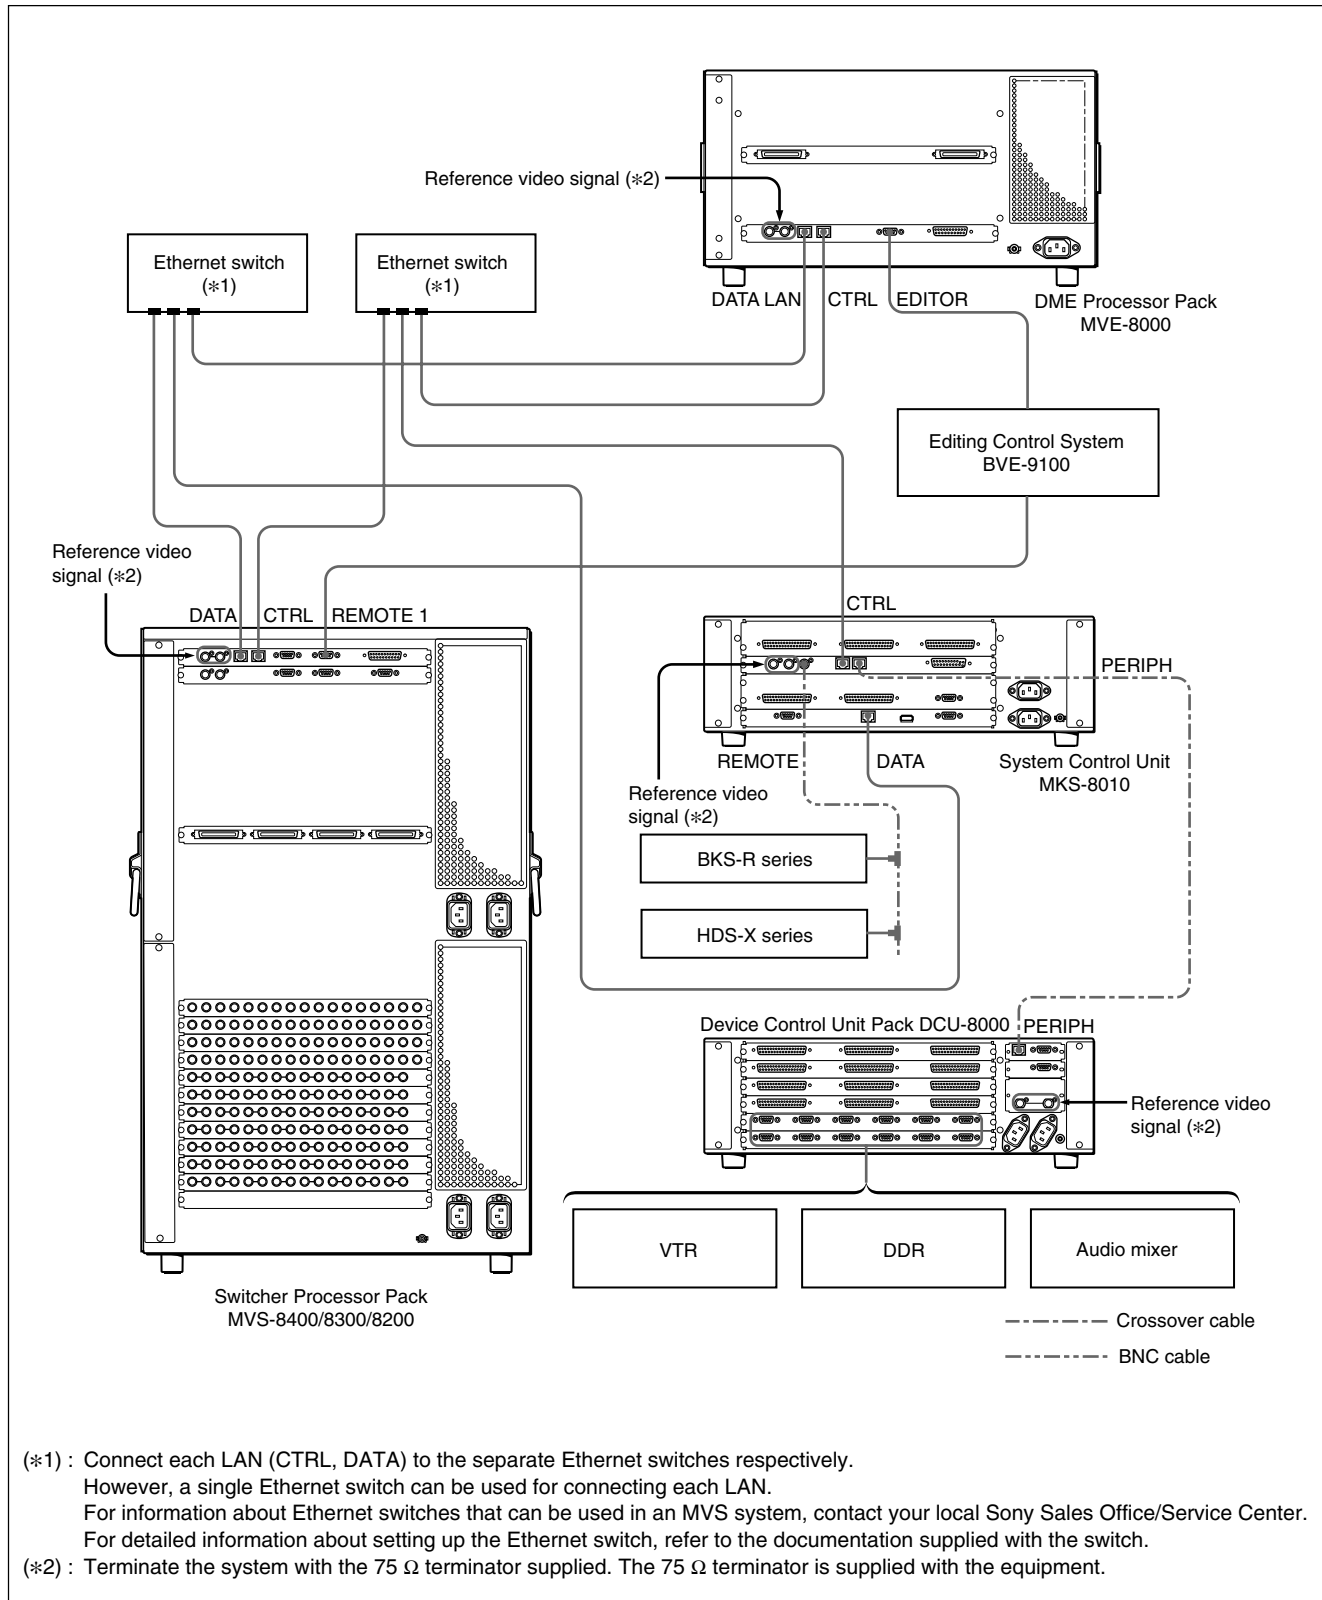 Reference video signal (∗2)
Ethernet switch
(∗1)
Ethernet switch
(∗1)
DATA LAN
CTRL
EDITOR
DME Processor Pack
MVE-8000
Editing Control System
BVE-9100
Reference video
signal (∗2)
DATA
CTRL
REMOTE 1
CTRL
PERIPH
REMOTE
DATA
System Control Unit
MKS-8010
Reference video
signal (∗2)
BKS-R series
HDS-X series
Device Control Unit Pack DCU-8000
PERIPH
Reference video
signal (∗2)
VTR
DDR
Audio mixer
Switcher Processor Pack
MVS-8400/8300/8200
Crossover cable
BNC cable
(∗1) : Connect each LAN (CTRL, DATA) to the separate Ethernet switches respectively.
However, a single Ethernet switch can be used for connecting each LAN.
For information about Ethernet switches that can be used in an MVS system, contact your local Sony Sales Office/Service Center.
For detailed information about setting up the Ethernet switch, refer to the documentation supplied with the switch.
(∗2) : Terminate the system with the 75 Ω terminator supplied. The 75 Ω terminator is supplied with the equipment.